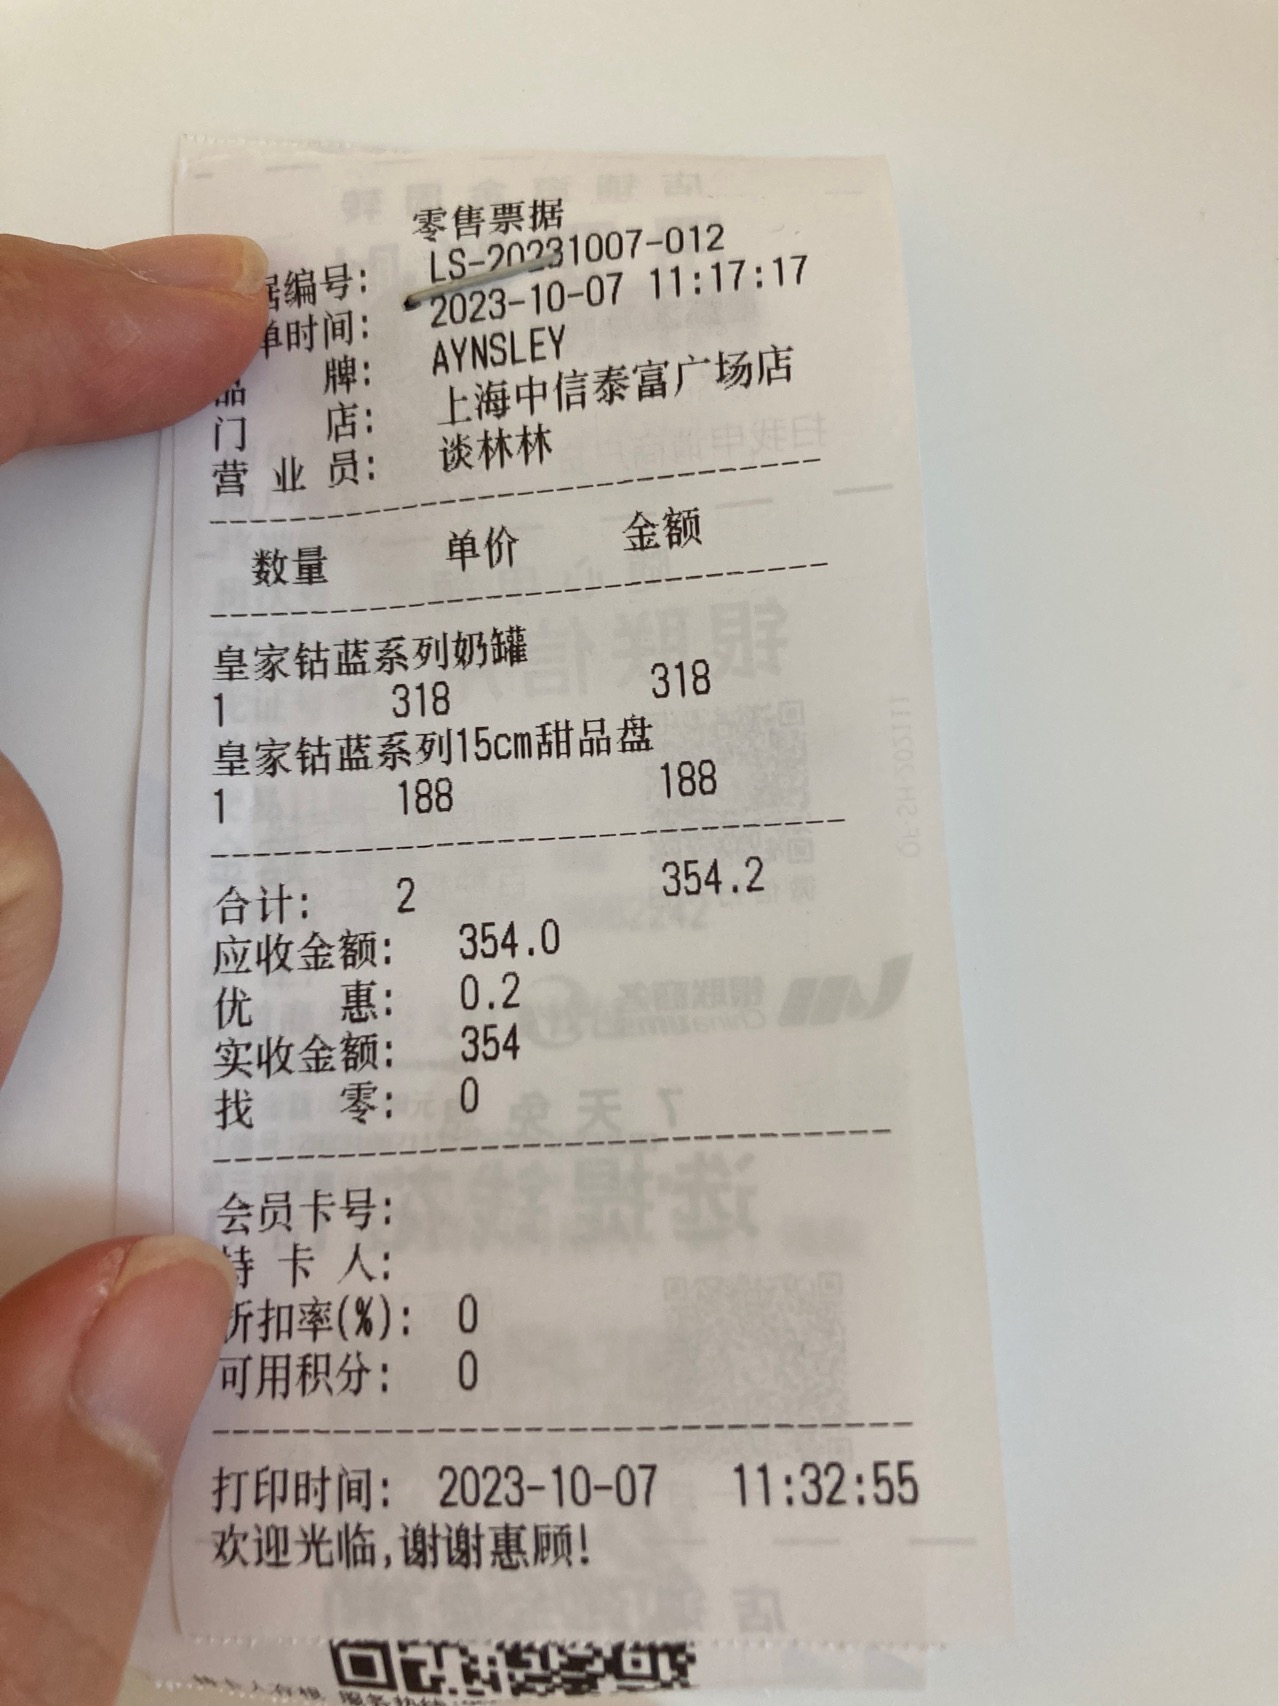 零售票据
据编号: LS-20231007-012
单时间: 2023-10-07 11:17:17
品 牌: AYNSLEY
门 店: 上海中信泰富广场店
营 业 员: 谈林林
数量 单价 金额
皇家钴蓝系列奶罐
1 318 318
皇家钴蓝系列15cm甜品盘
1 188 188
合计: 2 354.2
应收金额: 354.0
优 惠: 0.2
实收金额: 354
找 零: 0
会员卡号:
持 卡 人:
折扣率(%): 0
可用积分: 0
打印时间: 2023-10-07 11:32:55
欢迎光临,谢谢惠顾!